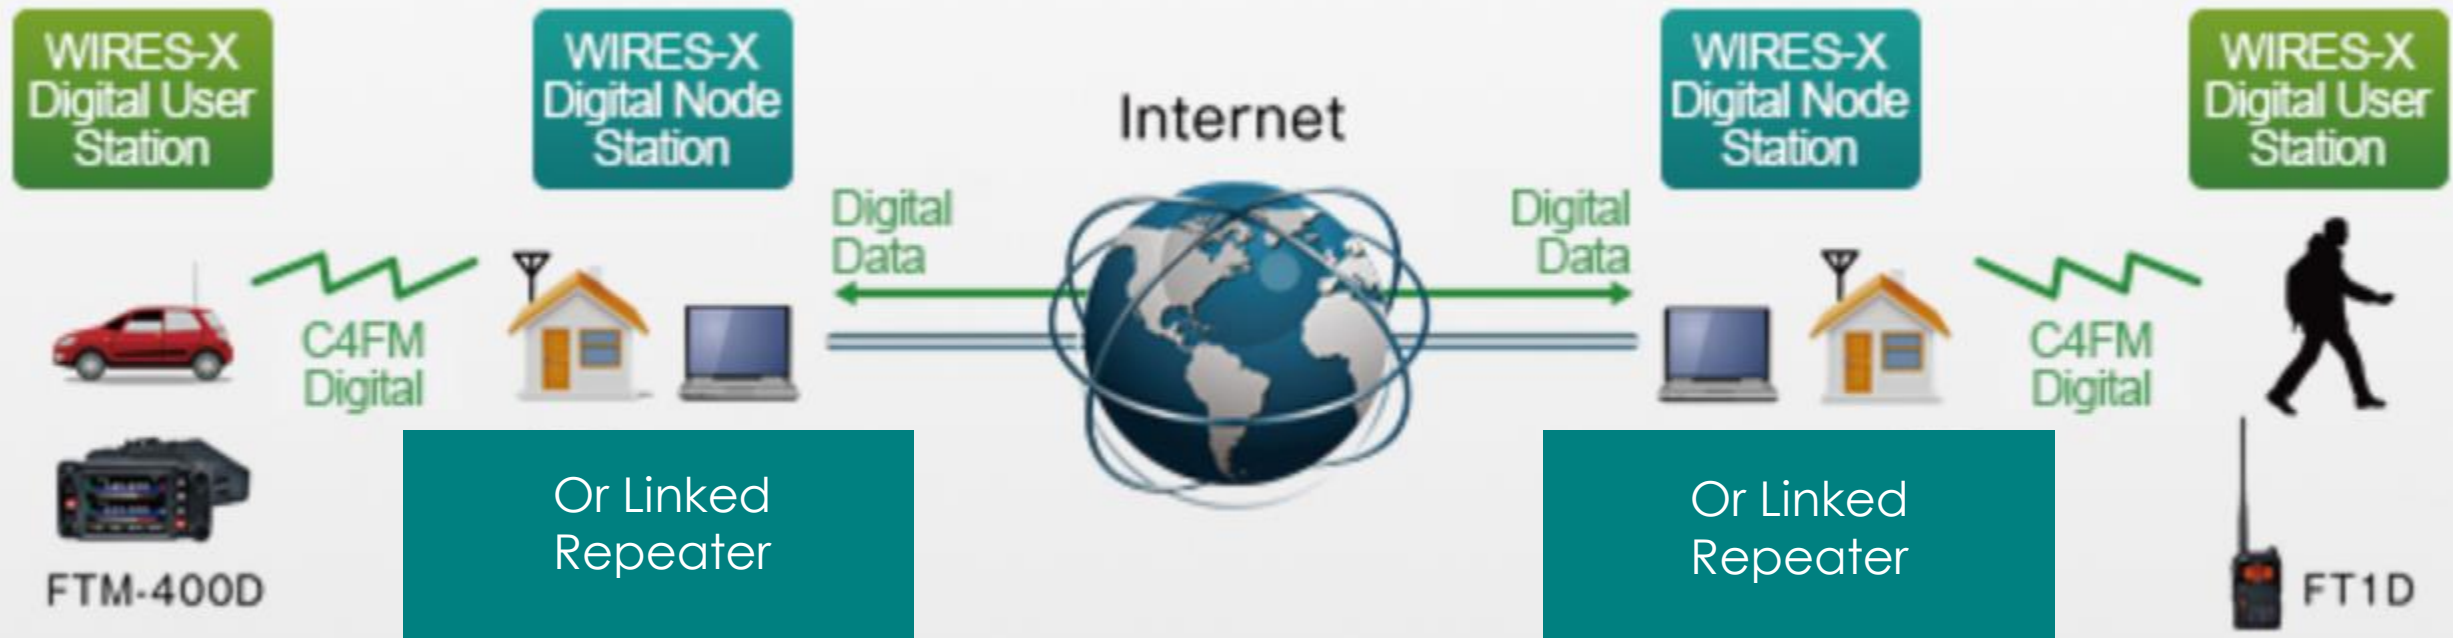 WIRES-X
Digital User
Station
WIRES-X
Digital Node
Station
Internet
WIRES-X
Digital Node
Station
WIRES-X
Digital User
Station
Digital
Data
Digital
Data
C4FM
Digital
C4FM
Digital
Or Linked
Repeater
Or Linked
Repeater
FTM-400D
FT1D